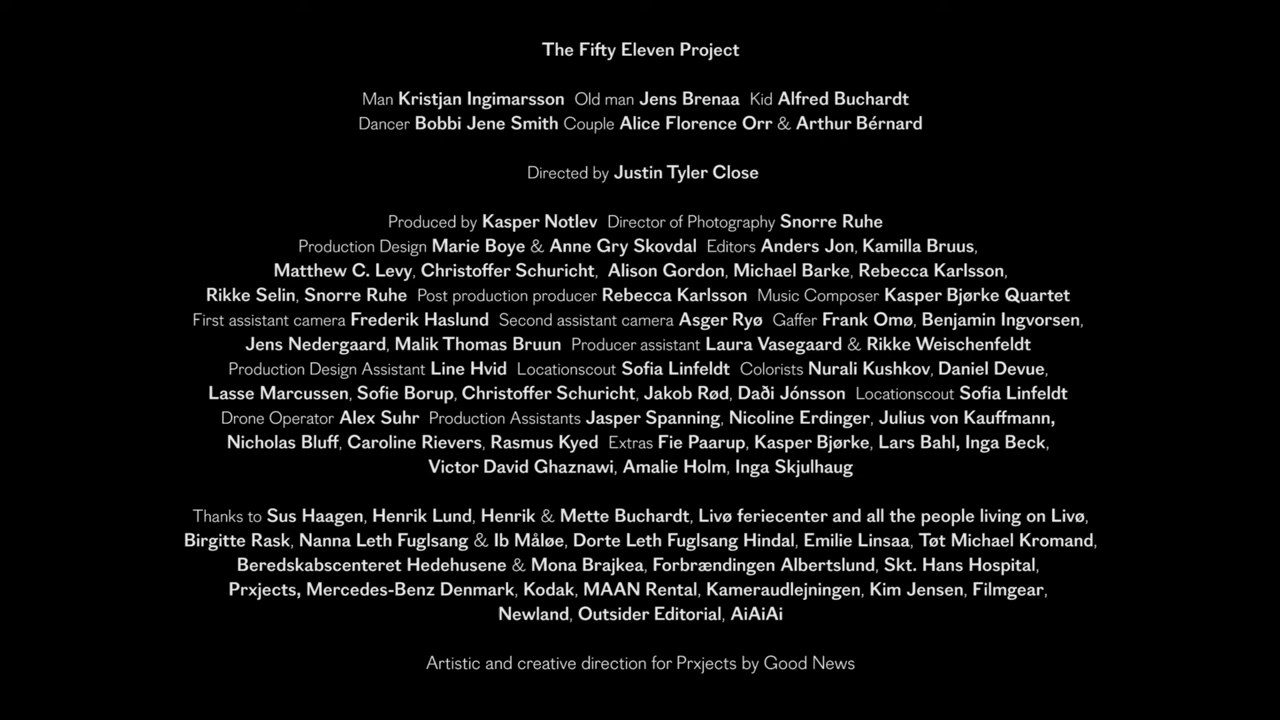 The Fifty Eleven Project
Man Kristjan Ingimarsson Old man Jens Brenaa Kid Alfred Buchardt
Dancer Bobbi Jene Smith Couple Alice Florence Orr & Arthur Bérnard
Directed by Justin Tyler Close
Produced by Kasper Notlev Director of Photography Snorre Ruhe
Production Design Marie Boye & Anne Gry Skovdal Editors Anders Jon, Kamilla Bruus,
Matthew C. Levy, Christoffer Schuricht, Alison Gordon, Michael Barke, Rebecca Karlsson,
Rikke Selin, Snorre Ruhe Post production producer Rebecca Karlsson Music Composer Kasper Bjørke Quartet
First assistant camera Frederik Haslund Second assistant camera Asger Ryø Gaffer Frank Omø, Benjamin Ingvorsen,
Jens Nedergaard, Malik Thomas Bruun Producer assistant Laura Vasegaard & Rikke Weischenfeldt
Production Design Assistant Line Hvid Locationscout Sofia Linfeldt Colorists Nurali Kushkov, Daniel Devue,
Lasse Marcussen, Sofie Borup, Christoffer Schuricht, Jakob Rød, Daði Jónsson Locationscout Sofia Linfeldt
Drone Operator Alex Suhr Production Assistants Jasper Spanning, Nicoline Erdinger, Julius von Kauffmann,
Nicholas Bluff, Caroline Rievers, Rasmus Kyed Extras Fie Paarup, Kasper Bjørke, Lars Bahl, Inga Beck,
Victor David Ghaznawi, Amalie Holm, Inga Skjulhaug
Thanks to Sus Haagen, Henrik Lund, Henrik & Mette Buchardt, Livø feriecenter and all the people living on Livø,
Birgitte Rask, Nanna Leth Fuglsang & Ib Måløe, Dorte Leth Fuglsang Hindal, Emilie Linsaa, Tøt Michael Kromand,
Beredskabscenteret Hedehusene & Mona Brajkea, Forbrændingen Albertslund, Skt. Hans Hospital,
Prxjects, Mercedes-Benz Denmark, Kodak, MAAN Rental, Kameraudlejningen, Kim Jensen, Filmgear,
Newland, Outsider Editorial, AiAiAi
Artistic and creative direction for Prxjects by Good News